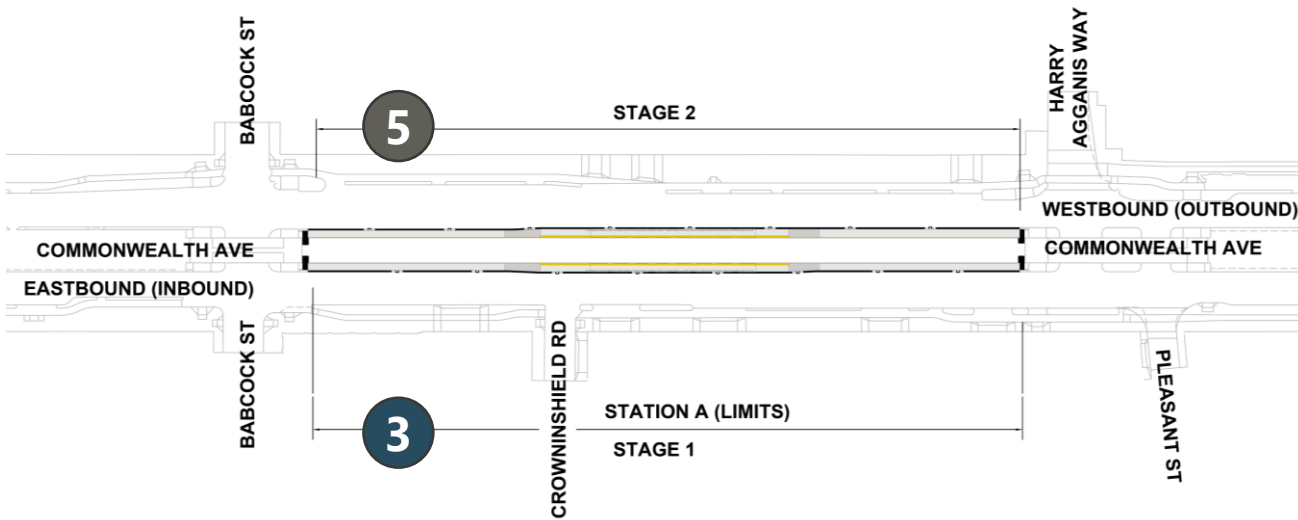 BABCOCK ST
5
STAGE 2
HARRY
AGGANIS WAY
WESTBOUND (OUTBOUND)
COMMONWEALTH AVE
COMMONWEALTH AVE
EASTBOUND (INBOUND)
BABCOCK ST
CROWNINSHIELD RD
PLEASANT ST
3
STATION A (LIMITS)
STAGE 1